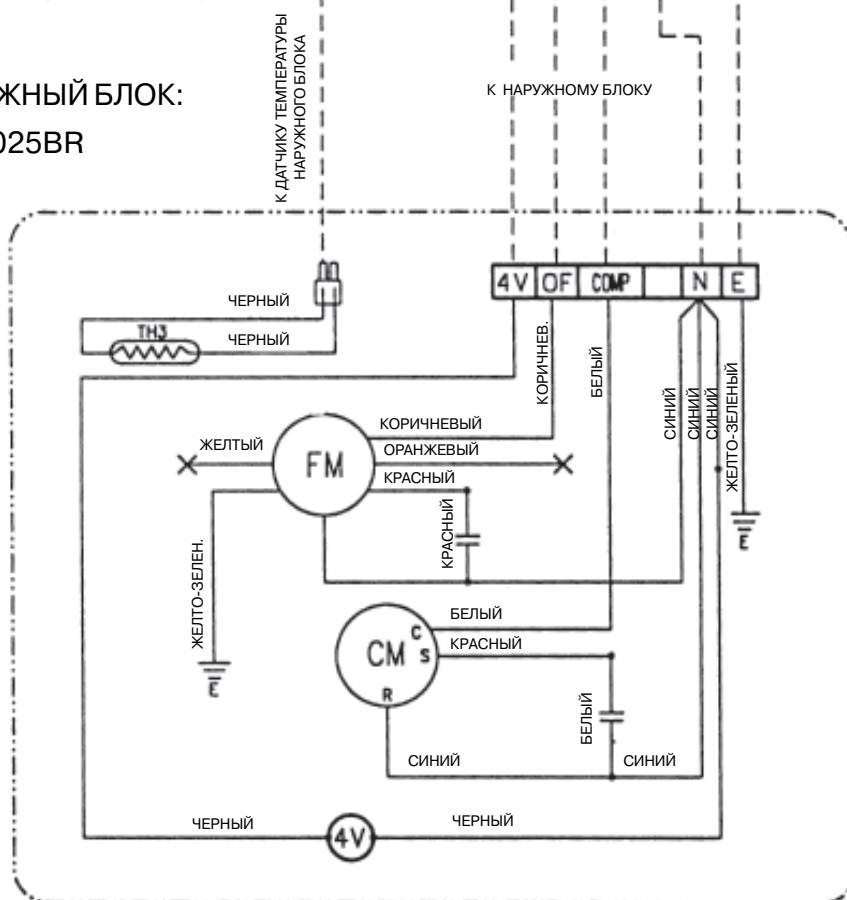 К ДАТЧИКУ ТЕМПЕРАТУРЫ
НАРУЖНОГО БЛОКА
К НАРУЖНОМУ БЛОКУ
ЖНЫЙ БЛОК:
025BR
4V OF COMP N E
ЧЕРНЫЙ
TH3
ЧЕРНЫЙ
КОРИЧНЕВ.
БЕЛЫЙ
СИНИЙ
СИНИЙ
СИНИЙ
ЖЕЛТО-ЗЕЛЕНЫЙ
E
ЖЕЛТЫЙ
FM
КОРИЧНЕВЫЙ
ОРАНЖЕВЫЙ
КРАСНЫЙ
КРАСНЫЙ
ЖЕЛТО-ЗЕЛЕН.
E
CM
C
S
R
БЕЛЫЙ
КРАСНЫЙ
БЕЛЫЙ
СИНИЙ
СИНИЙ
ЧЕРНЫЙ
4V
ЧЕРНЫЙ